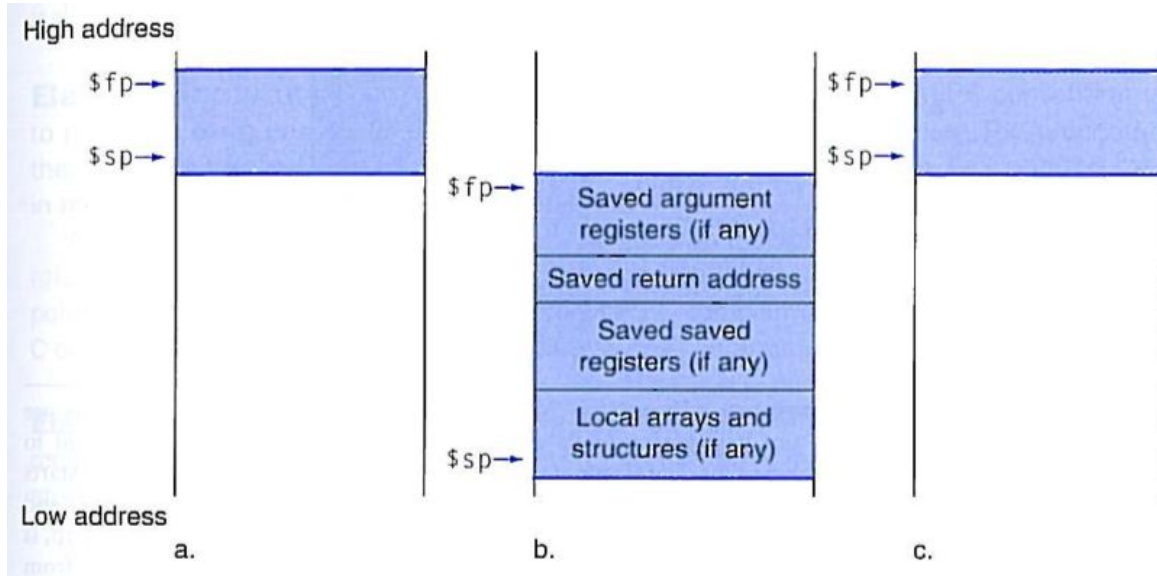 High address
$fp
$sp
$fp
Saved argument
registers (if any)
Saved return address
Saved saved
registers (if any)
Local arrays and
structures (if any)
$sp
$fp
$sp
Low address
a.
b.
c.